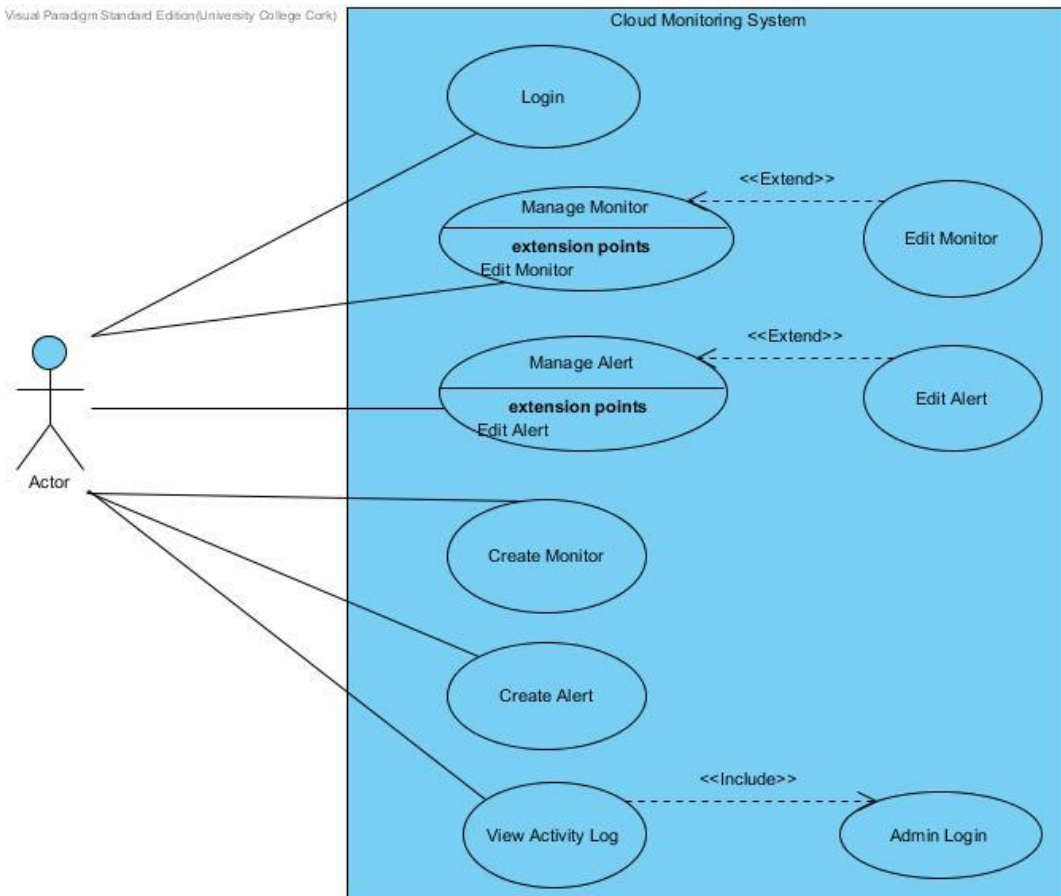 Visual Paradigm Standard Edition(University College Cork)
Cloud Monitoring System
Login
<<Extend>>
Manage Monitor
extension points
Edit Monitor
Edit Monitor
<<Extend>>
Manage Alert
extension points
Edit Alert
Edit Alert
Actor
Create Monitor
Create Alert
<<Include>>
View Activity Log
Admin Login